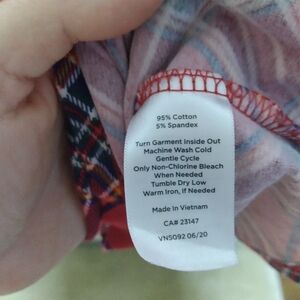 95% Cotton
5% Spandex
Turn Garment Inside Out
Machine Wash Cold
Gentle Cycle
Only Non-Chlorine Bleach
When Needed
Tumble Dry Low
Warm Iron, if Needed
Made in Vietnam
CA# 23147
VN5092 06/20